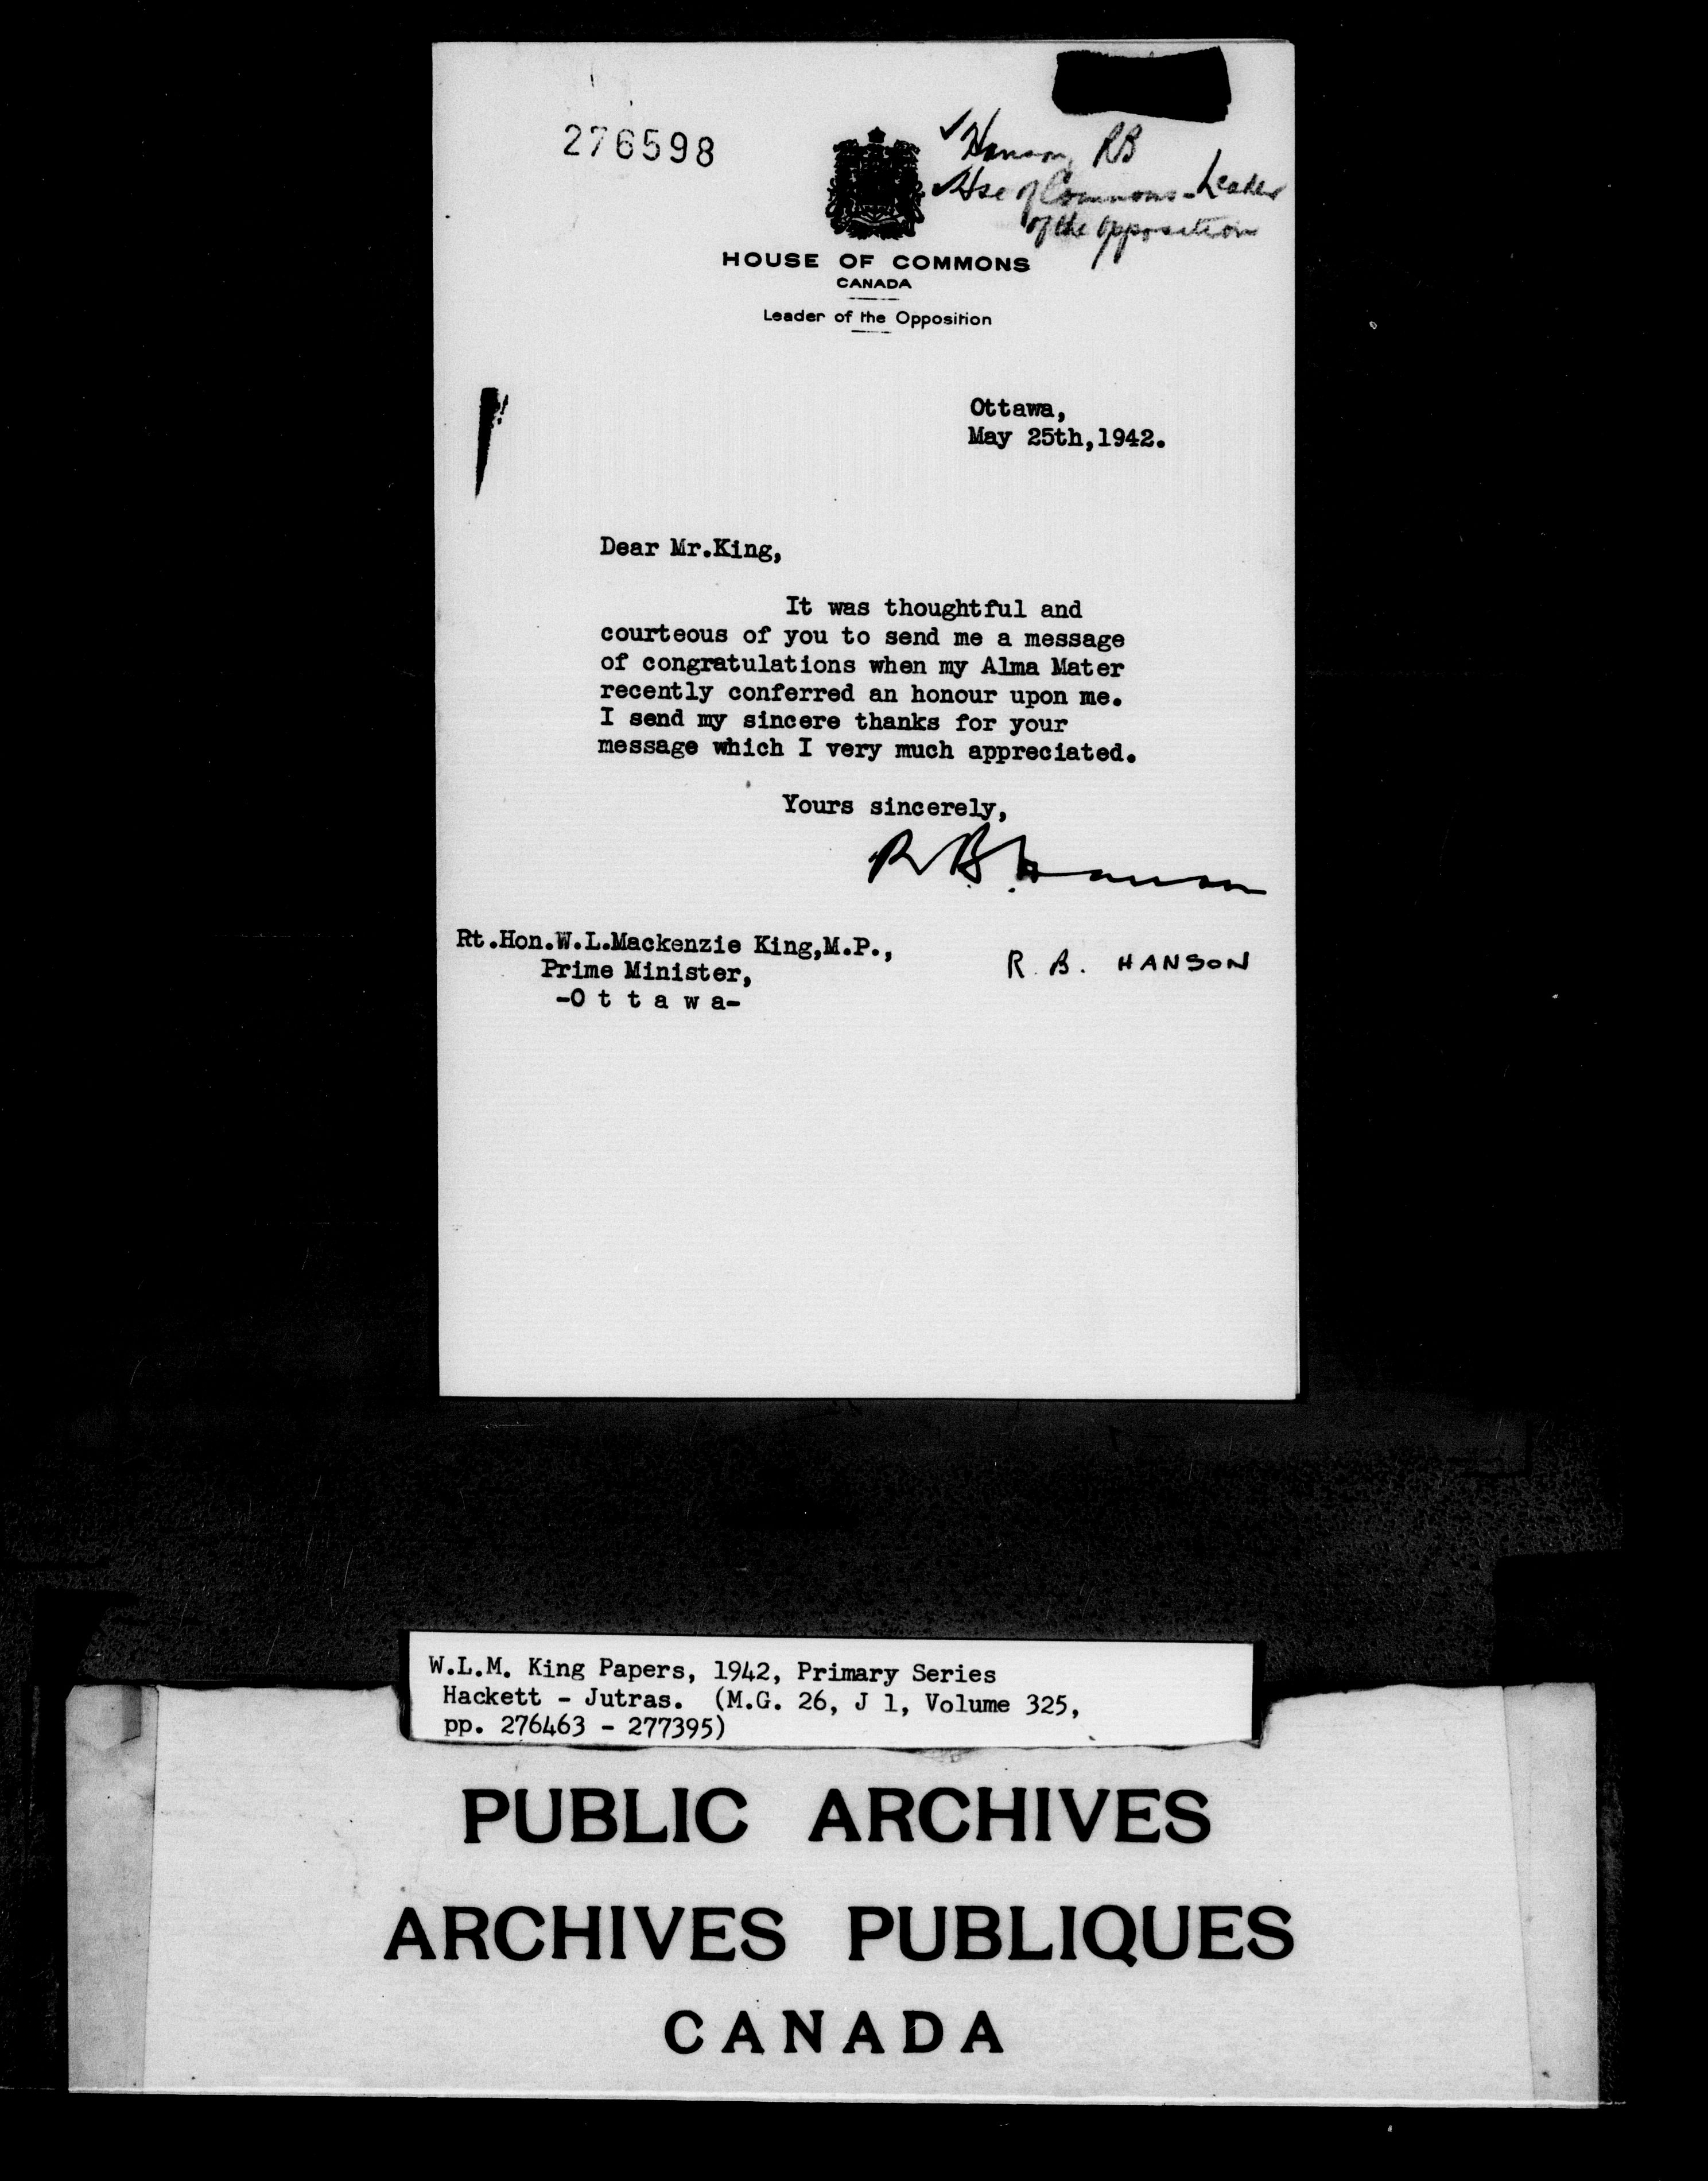 276598
✓Hanson, RB
✓Hse of Commons - Leader
of the Opposition
HOUSE OF COMMONS
CANADA
Leader of the Opposition
Ottawa,
May 25th,1942.
Dear Mr.King,
It was thoughtful and
courteous of you to send me a message
of congratulations when my Alma Mater
recently conferred an honour upon me.
I send my sincere thanks for your
message which I very much appreciated.
Yours sincerely,
R B Hanson
Rt.Hon.W.L.Mackenzie King,M.P.,
Prime Minister,
-O t t a w a-
R. B. HANSON
W.L.M. King Papers, 1942, Primary Series
Hackett - Jutras. (M.G. 26, J 1, Volume 325,
pp. 276463 - 277395)
PUBLIC ARCHIVES
ARCHIVES PUBLIQUES
CANADA